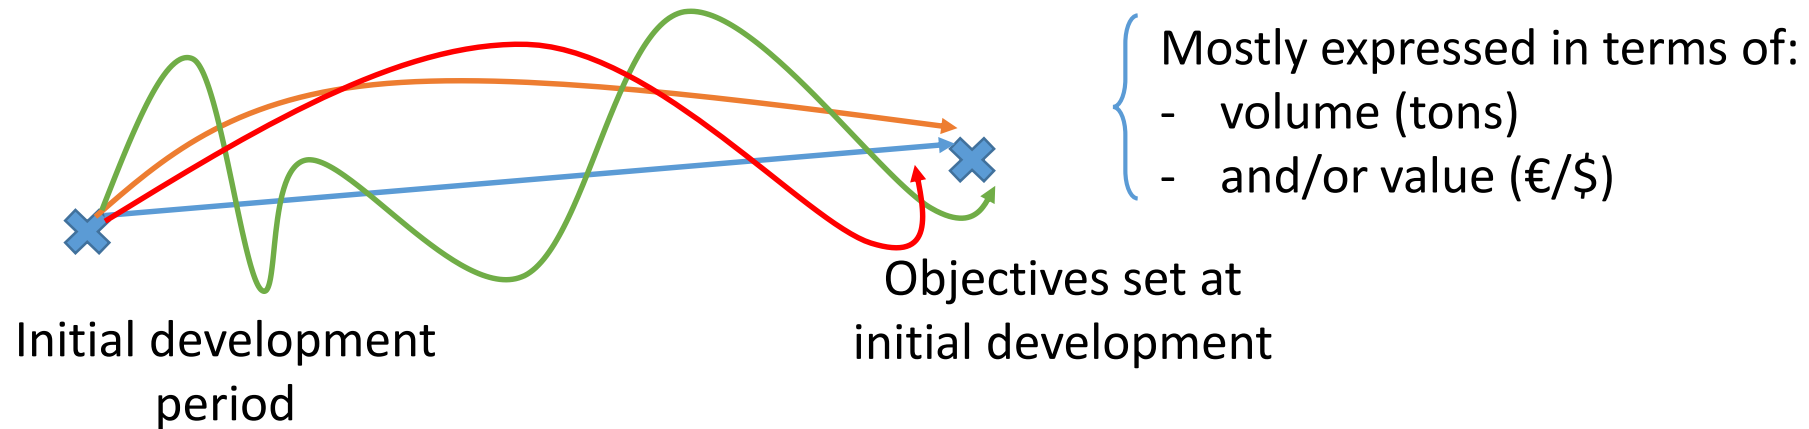 Mostly expressed in terms of:
- volume (tons)
- and/or value (€/$)
Objectives set at
initial development
Initial development
period